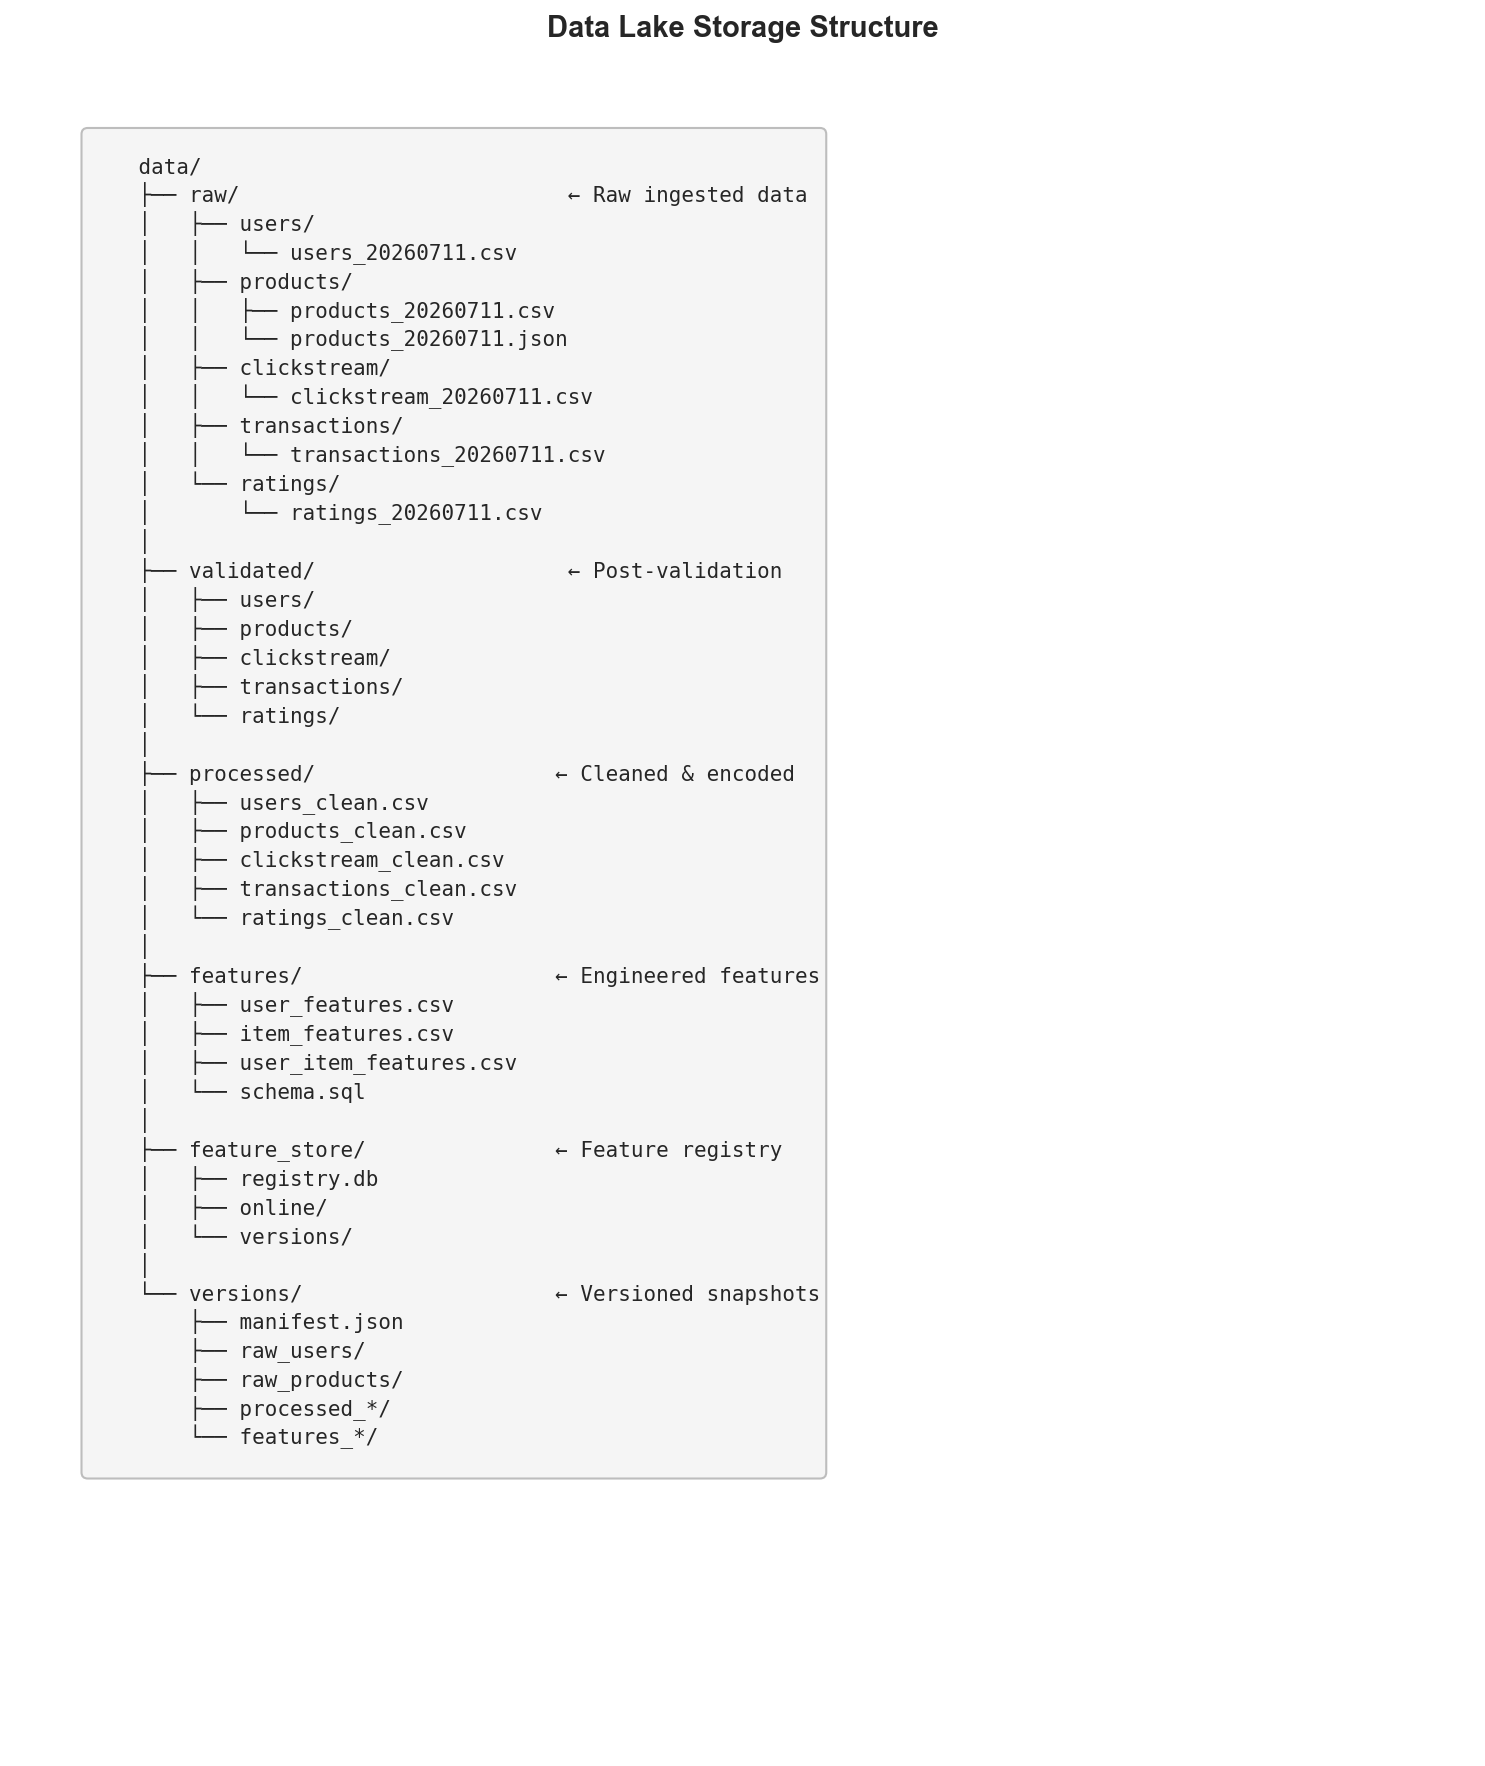 Data Lake Storage Structure
data/
├── raw/                          ← Raw ingested data
│   ├── users/
│   │   └── users_20260711.csv
│   ├── products/
│   │   ├── products_20260711.csv
│   │   └── products_20260711.json
│   ├── clickstream/
│   │   └── clickstream_20260711.csv
│   ├── transactions/
│   │   └── transactions_20260711.csv
│   └── ratings/
│       └── ratings_20260711.csv
│
├── validated/                    ← Post-validation
│   ├── users/
│   ├── products/
│   ├── clickstream/
│   ├── transactions/
│   └── ratings/
│
├── processed/                   ← Cleaned & encoded
│   ├── users_clean.csv
│   ├── products_clean.csv
│   ├── clickstream_clean.csv
│   ├── transactions_clean.csv
│   └── ratings_clean.csv
│
├── features/                    ← Engineered features
│   ├── user_features.csv
│   ├── item_features.csv
│   ├── user_item_features.csv
│   └── schema.sql
│
├── feature_store/               ← Feature registry
│   ├── registry.db
│   ├── online/
│   └── versions/
│
└── versions/                    ← Versioned snapshots
    ├── manifest.json
    ├── raw_users/
    ├── raw_products/
    ├── processed_*/
    └── features_*/